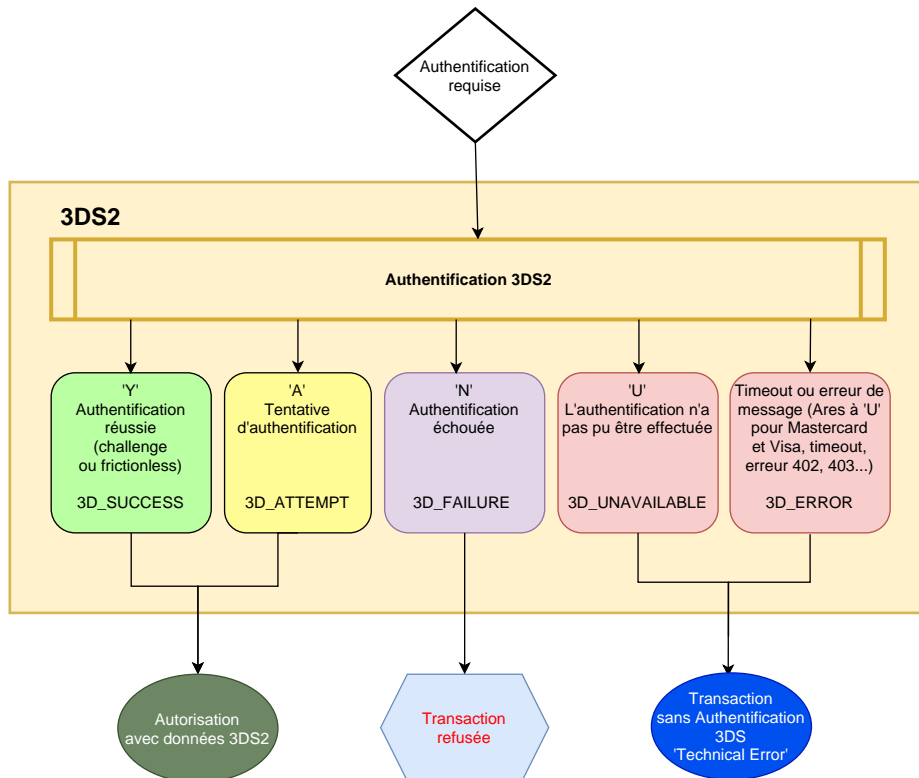 Authentification
requise
3DS2
Authentification 3DS2
'Y'
Authentification
réussie
(challenge
ou frictionless)
3D_SUCCESS
'A'
Tentative
d'authentification
3D_ATTEMPT
'N'
Authentification
échouée
3D_FAILURE
'U'
L'authentification n'a
pas pu être effectuée
3D_UNAVAILABLE
Timeout ou erreur de
message (Ares à 'U'
pour Mastercard
et Visa, timeout,
erreur 402, 403...)
3D_ERROR
Autorisation
avec données 3DS2
Transaction
refusée
Transaction
sans Authentification
3DS
'Technical Error'